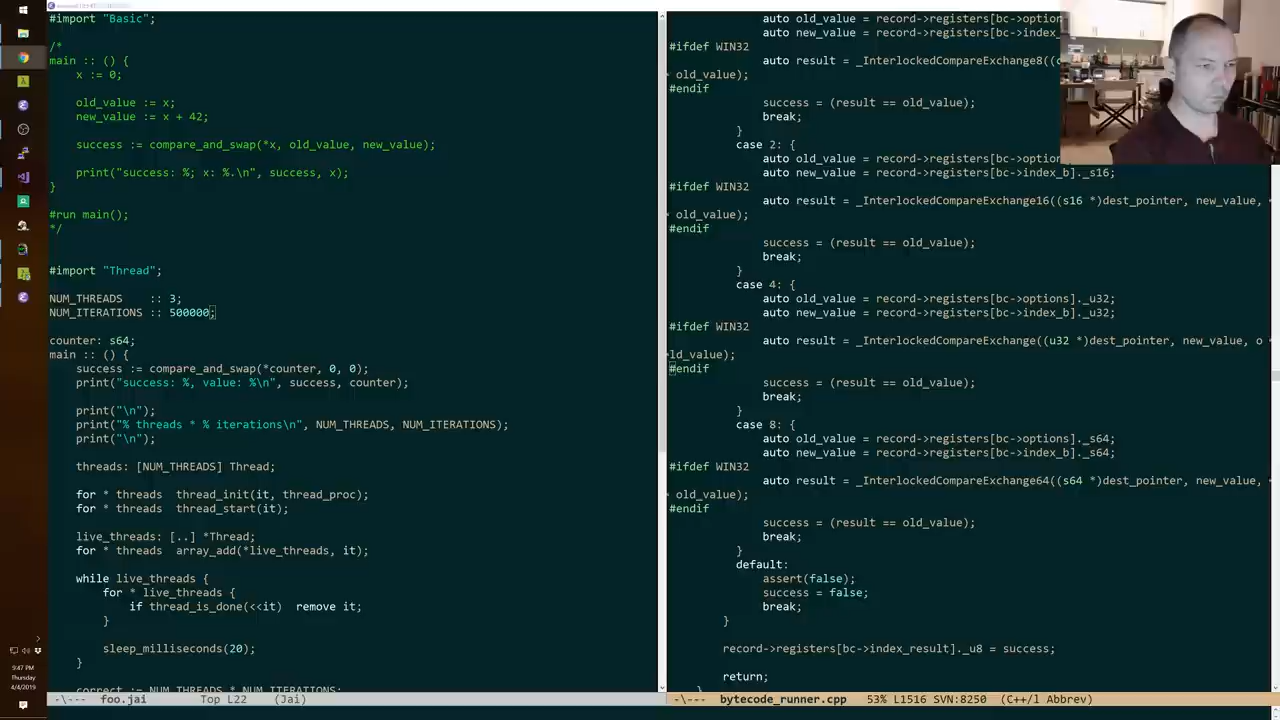 #import "Basic";
/*
main :: () {
x := 0;
old_value := x;
new_value := x + 42;
success := compare_and_swap(*x, old_value, new_value);
print("success: %; x: %.\n", success, x);
}
#run main();
*/
#import "Thread";
NUM_THREADS    :: 3;
NUM_ITERATIONS :: 500000;
counter: s64;
main :: () {
success := compare_and_swap(*counter, 0, 0);
print("success: %, value: %\n", success, counter);
print("\n");
print("% threads * % iterations\n", NUM_THREADS, NUM_ITERATIONS);
print("\n");
threads: [NUM_THREADS] Thread;
for * threads  thread_init(it, thread_proc);
for * threads  thread_start(it);
live_threads: [..] *Thread;
for * threads  array_add(*live_threads, it);
while live_threads {
for * live_threads {
if thread_is_done(<<it)  remove it;
}
sleep_milliseconds(20);
}
correct := NUM_THREADS * NUM_ITERATIONS;
-\---  foo.jai        Top L22    (Jai)
auto old_value = record->registers[bc->option
auto new_value = record->registers[bc->index_
#ifdef WIN32
auto result = _InterlockedCompareExchange8((
old_value);
#endif
success = (result == old_value);
break;
}
case 2: {
auto old_value = record->registers[bc->option
auto new_value = record->registers[bc->index_b]._s16;
#ifdef WIN32
auto result = _InterlockedCompareExchange16((s16 *)dest_pointer, new_value,
old_value);
#endif
success = (result == old_value);
break;
}
case 4: {
auto old_value = record->registers[bc->options]._u32;
auto new_value = record->registers[bc->index_b]._u32;
#ifdef WIN32
auto result = _InterlockedCompareExchange((u32 *)dest_pointer, new_value, o
ld_value);
#endif
success = (result == old_value);
break;
}
case 8: {
auto old_value = record->registers[bc->options]._s64;
auto new_value = record->registers[bc->index_b]._s64;
#ifdef WIN32
auto result = _InterlockedCompareExchange64((s64 *)dest_pointer, new_value,
old_value);
#endif
success = (result == old_value);
break;
}
default:
assert(false);
success = false;
break;
}
record->registers[bc->index_result]._u8 = success;
return;
-\---  bytecode_runner.cpp   53% L1516 SVN:8250  (C++/l Abbrev)
9:47 PM
Thursday
4/4/2019